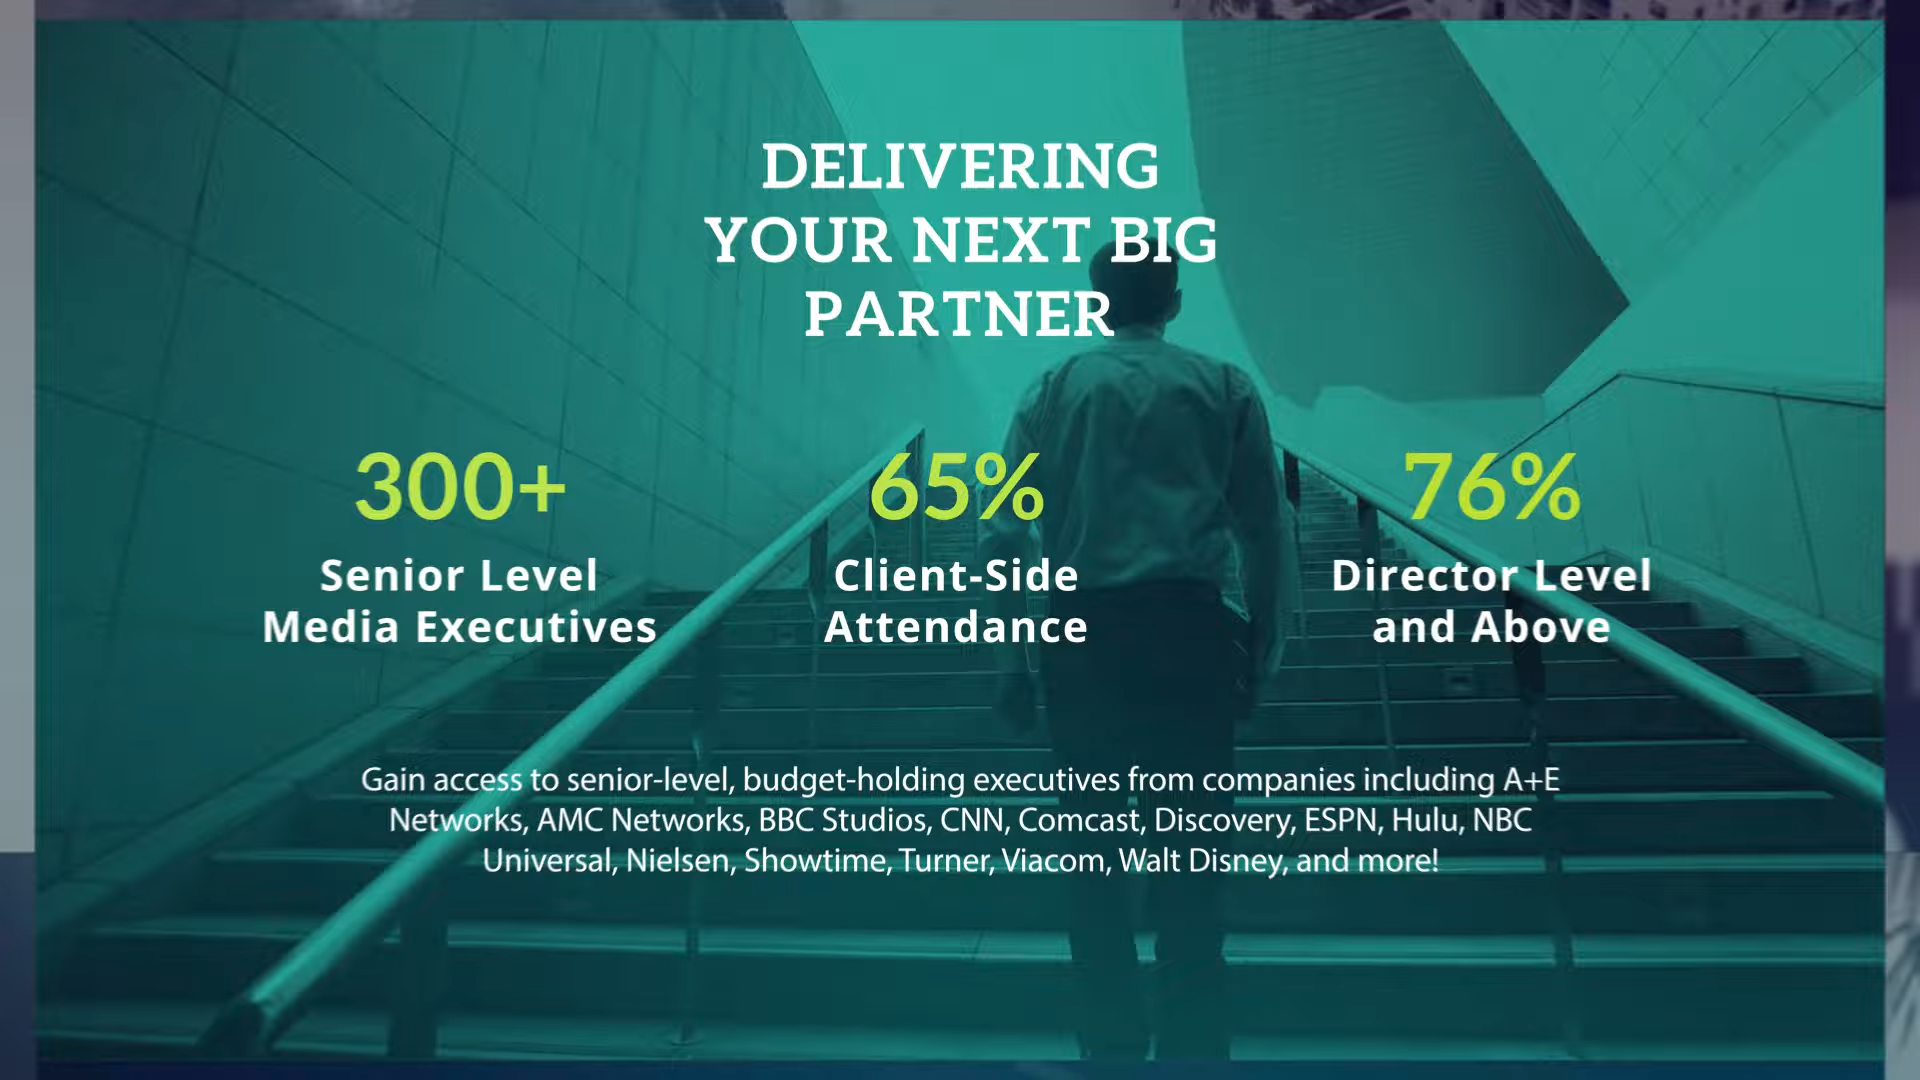 DELIVERING
YOUR NEXT BIG
PARTNER
300+
Senior Level
Media Executives
65%
Client-Side
Attendance
76%
Director Level
and Above
Gain access to senior-level, budget-holding executives from companies including A+E
Networks, AMC Networks, BBC Studios, CNN, Comcast, Discovery, ESPN, Hulu, NBC
Universal, Nielsen, Showtime, Turner, Viacom, Walt Disney, and more!